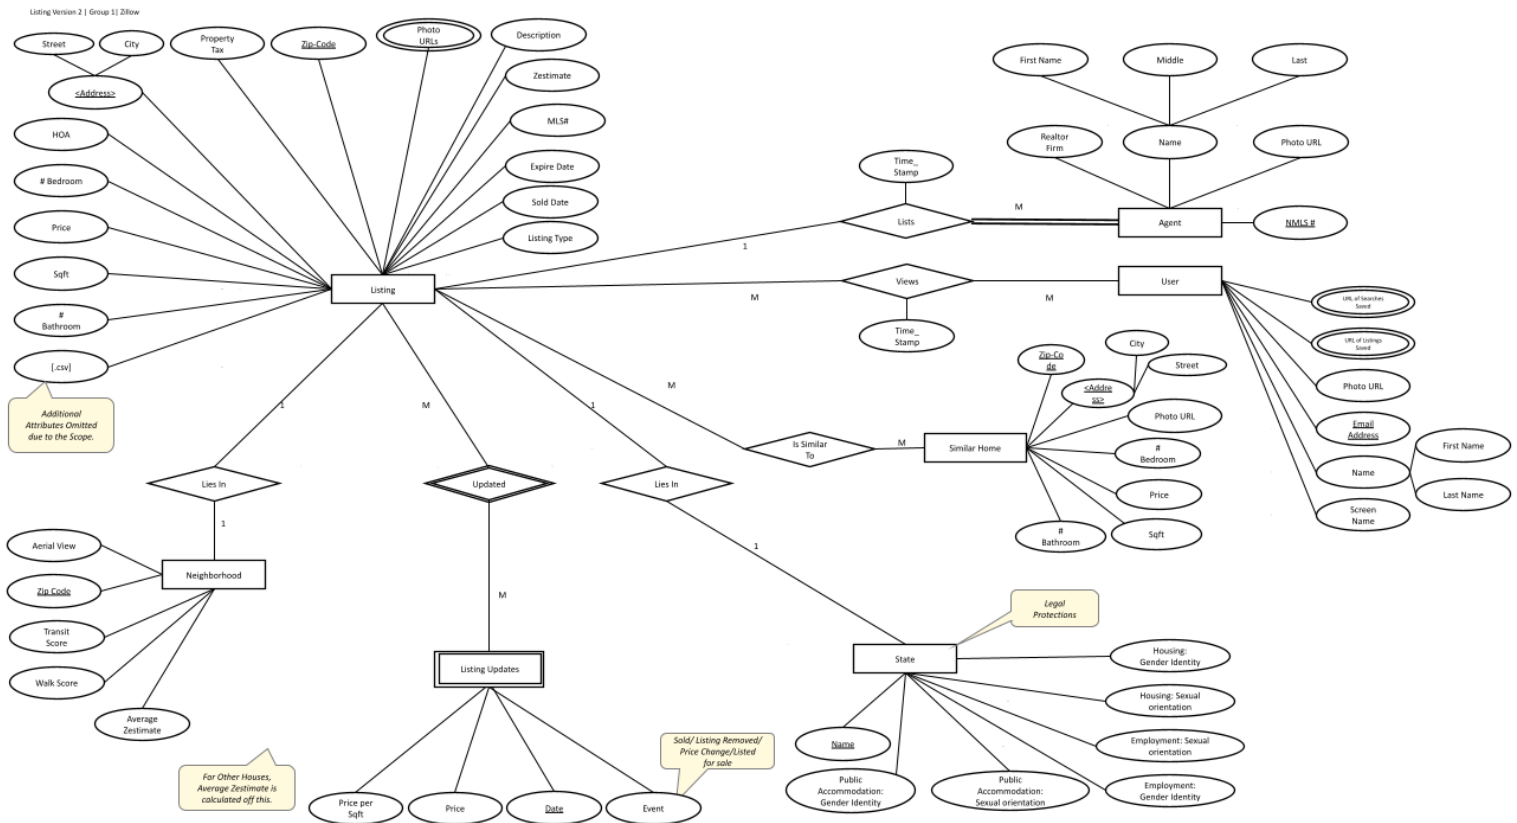 Listing Version 2 | Group 1| Zillow
Street
City
Property
Tax
Zip-Code
Photo
URLs
Description
<Address>
Zestimate
HOA
MLS#
# Bedroom
Expire Date
Price
Sold Date
Sqft
Listing Type
#
Bathroom
[.csv]
Additional
Attributes Omitted
due to the Scope.
Listing
First Name
Middle
Last
Realtor
Firm
Name
Photo URL
Time_
Stamp
Lists
M
Agent
NMLS #
1
Views
User
M
M
Time_
Stamp
URL of Searches
Saved
URL of Listings
Saved
Photo URL
Email
Address
Name
First Name
Last Name
Screen
Name
Zip-Co
de
City
Street
<Addre
ss>
Photo URL
M
Is Similar
To
M
Similar Home
#
Bedroom
Price
Sqft
#
Bathroom
1
M
1
Lies In
Updated
Lies In
1
M
1
Aerial View
Neighborhood
Zip Code
Transit
Score
Walk Score
Average
Zestimate
For Other Houses,
Average Zestimate is
calculated off this.
Listing Updates
Sold/ Listing Removed/
Price Change/Listed
for sale
Price per
Sqft
Price
Date
Event
Legal
Protections
State
Housing:
Gender Identity
Housing: Sexual
orientation
Name
Employment: Sexual
orientation
Public
Accommodation:
Gender Identity
Public
Accommodation:
Sexual orientation
Employment:
Gender Identity